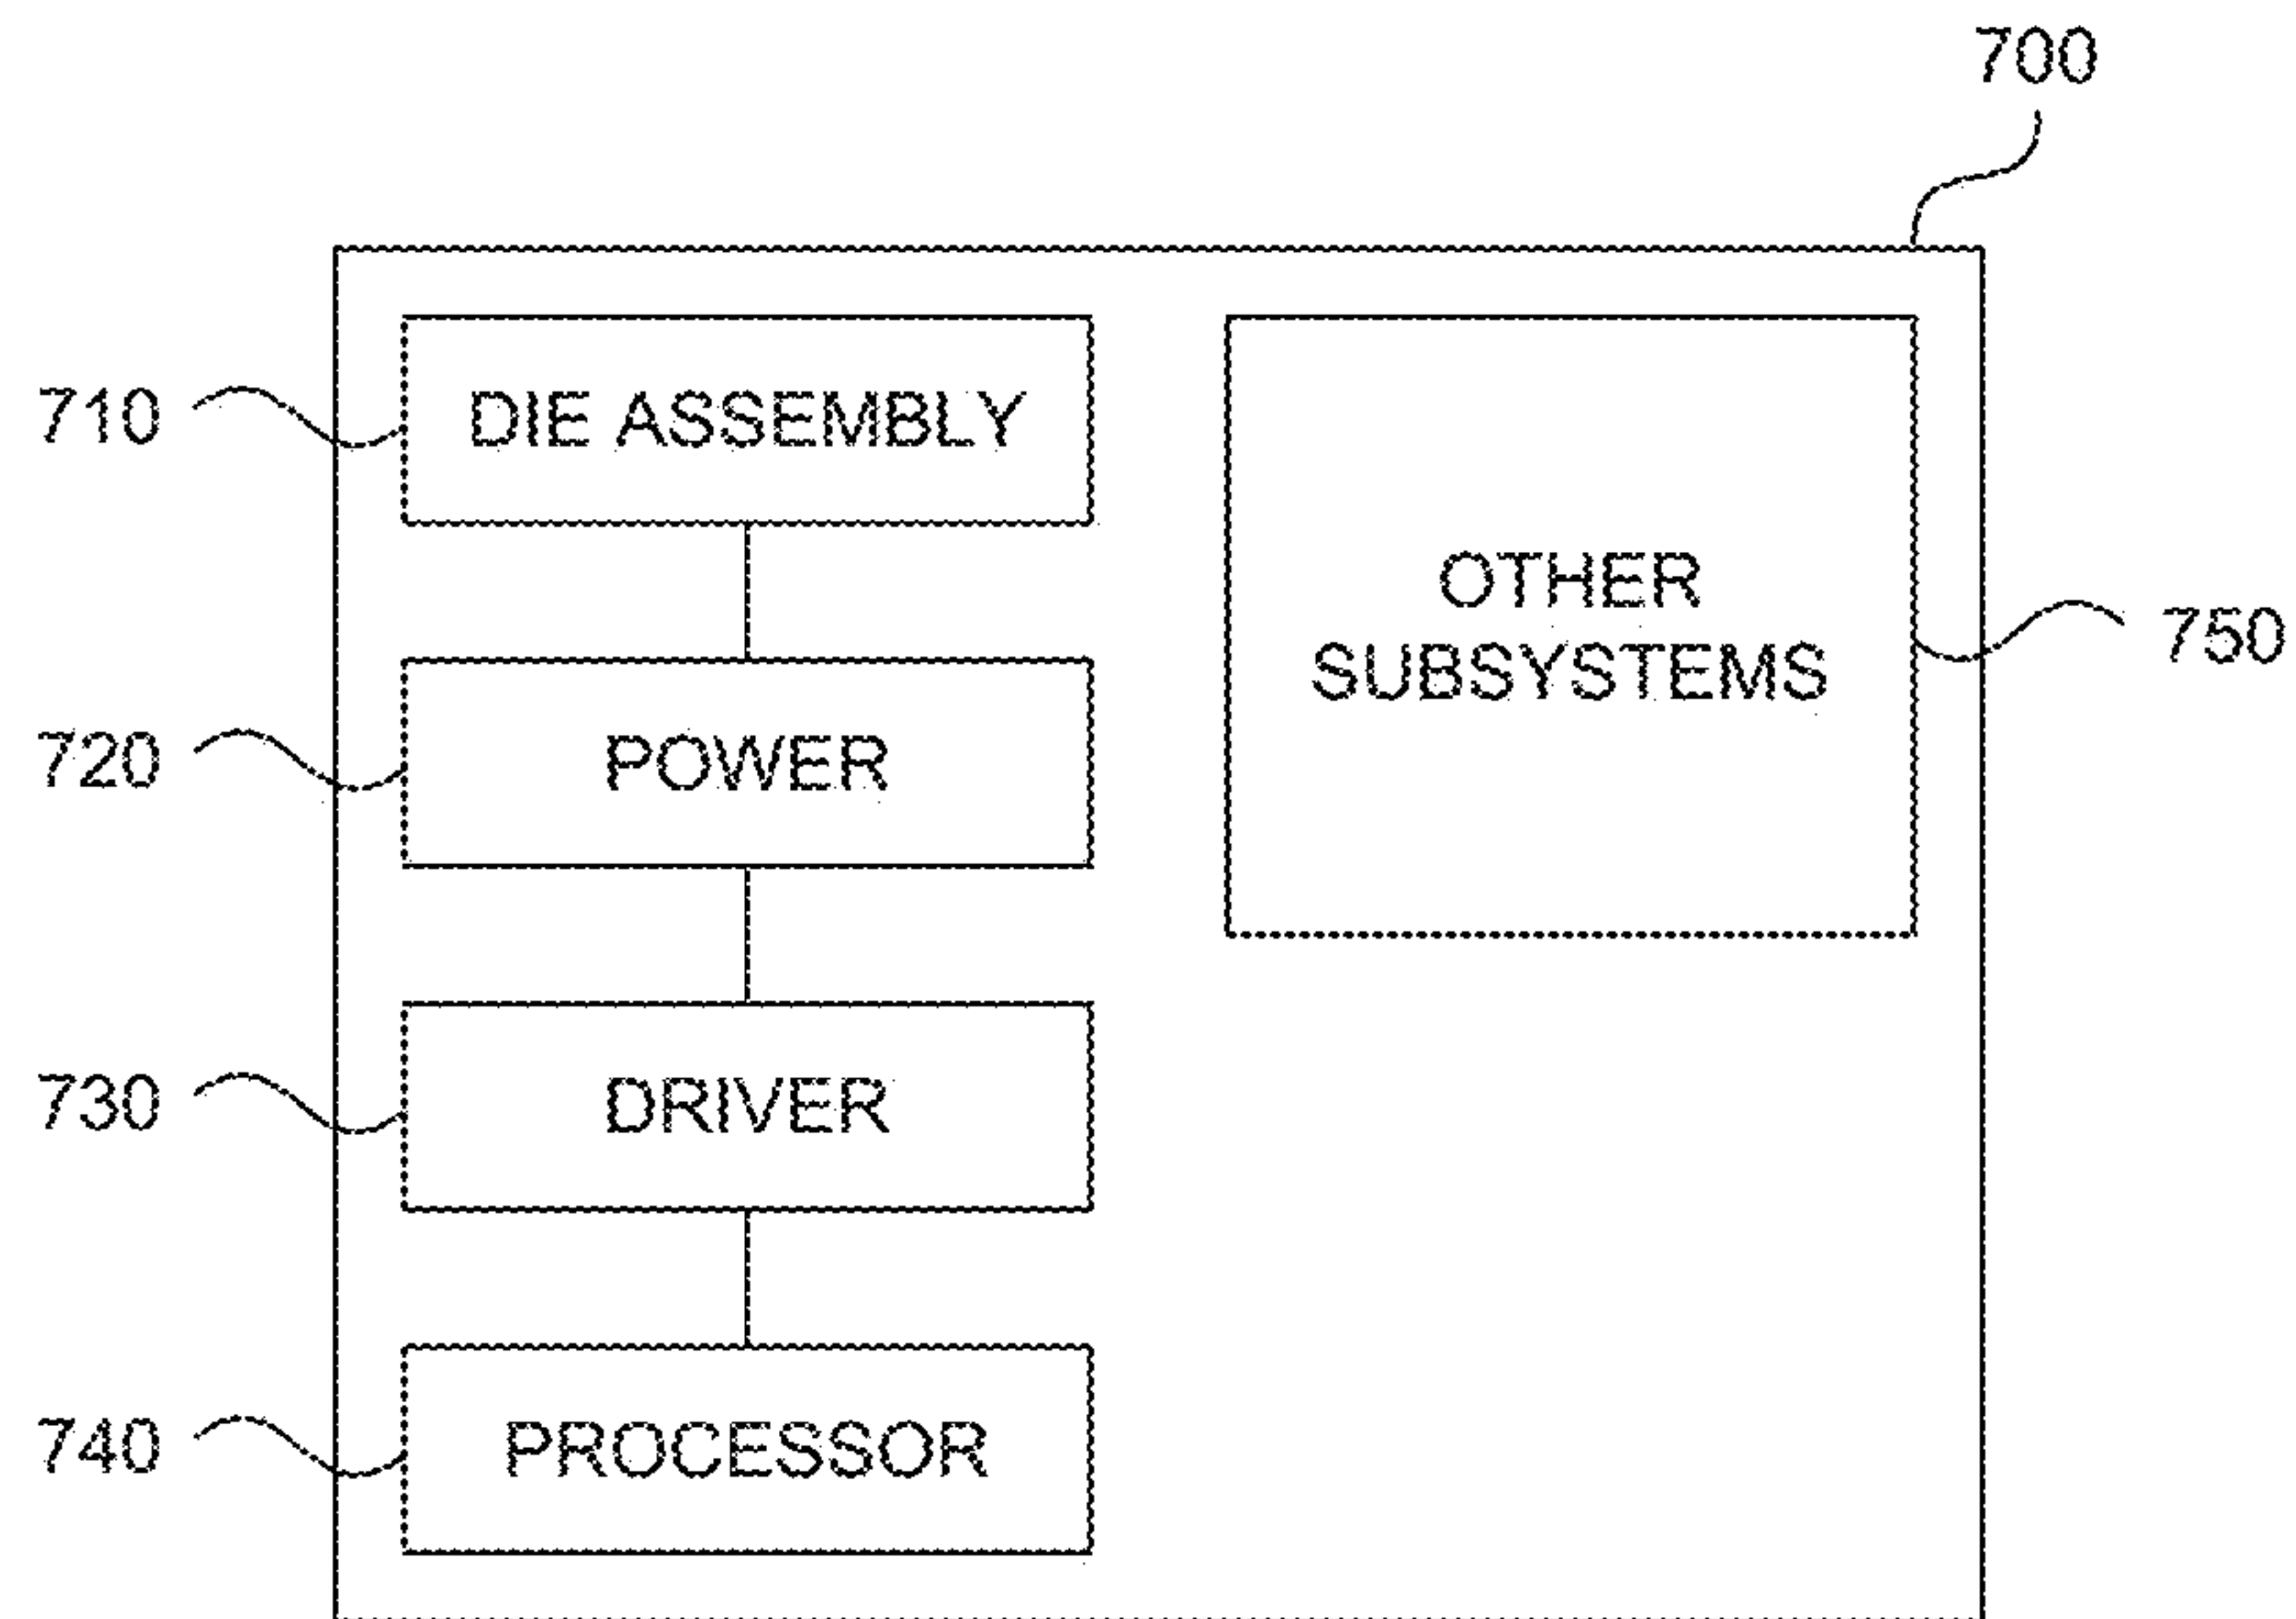 700
710
DIE ASSEMBLY
OTHER
SUBSYSTEMS
750
720
POWER
730
DRIVER
740
PROCESSOR